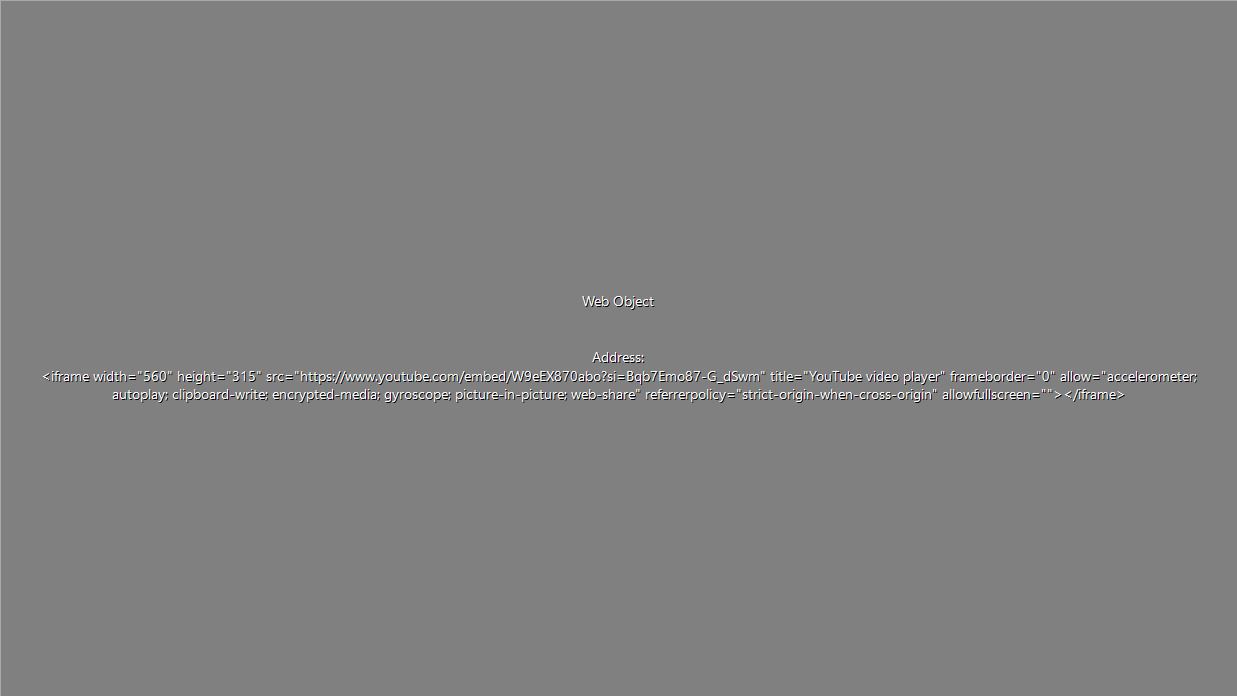 Web Object
Address:
<iframe width="560" height="315" src="https://www.youtube.com/embed/W9eEX870abo?si=Bqb7Emo87-G_dSwm" title="YouTube video player" frameborder="0" allow="accelerometer;
autoplay; clipboard-write; encrypted-media; gyroscope; picture-in-picture; web-share" referrerpolicy="strict-origin-when-cross-origin" allowfullscreen=""></iframe>